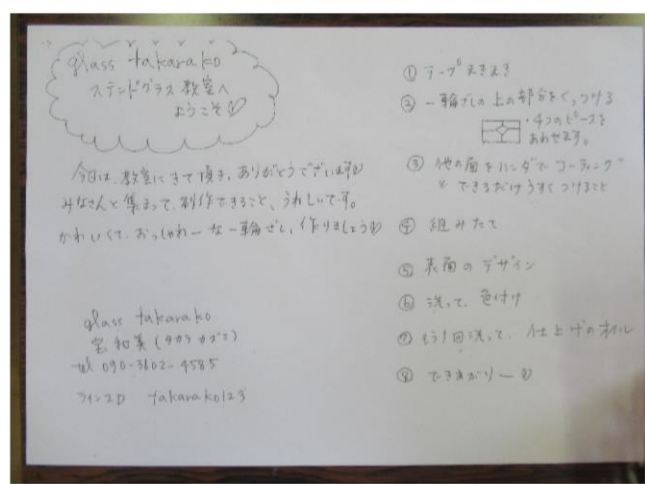 glass takarako
ステンドグラス教室へ
ようこそ♡
今日は、教室にきて頂き、ありがとうございます♡
みなさんと集まって、制作できること、うれしいです。
かわいくて、おっしゃれーな一輪ざし、作りましょう♡
glass takarako
宝 和美 (タカラ カズミ)
tel 090-3602-4585
ラインID takarako123
① テープまきまき
② 一輪ざしの上の部分をくっつける
・4つのピースを
あわせます。
③ 他の面をハンダでコーティング
* できるだけうすくつけること
④ 組みたて
⑤ 表面のデザイン
⑥ 洗って、色付け
⑦ もう1回洗って、仕上げのオイル
⑧ できあがりー♡